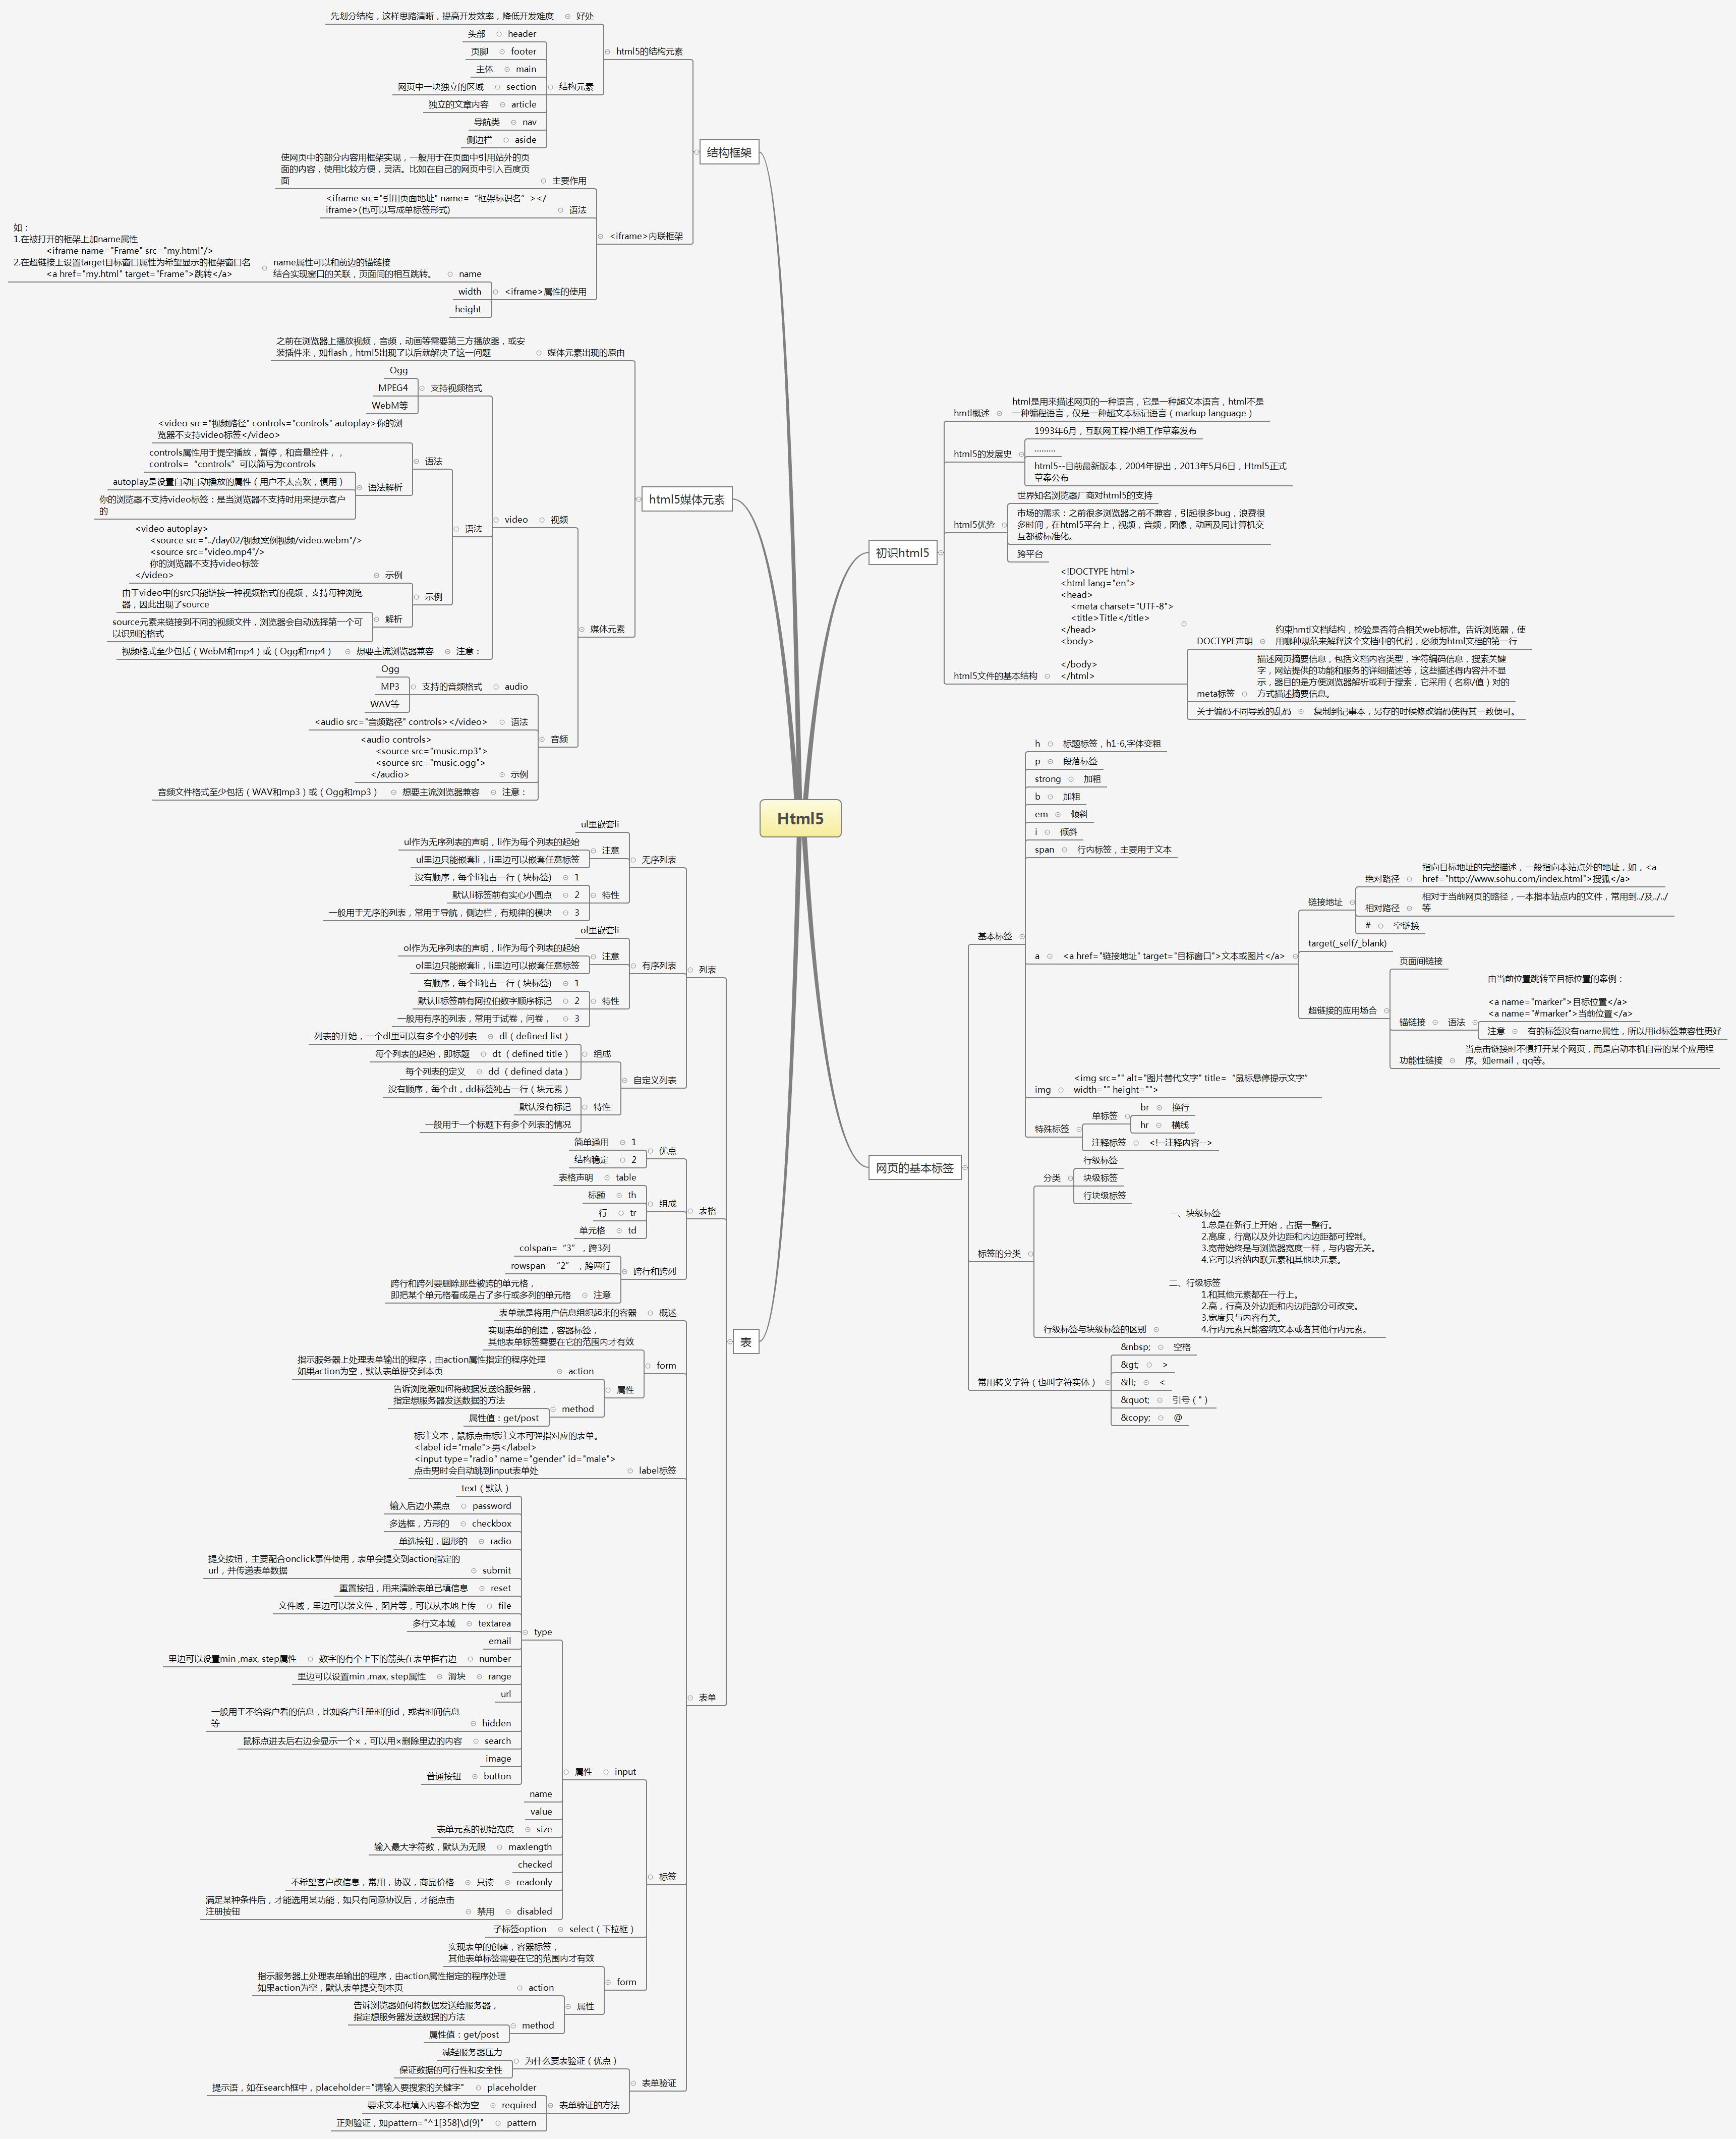 Html5
初识html5
hmtl概述
html是用来描述网页的一种语言，它是一种超文本语言，html不是
一种编程语言，仅是一种超文本标记语言（markup language）
html5的发展史
1993年6月，互联网工程小组工作草案发布
.........
html5--目前最新版本，2004年提出，2013年5月6日，Html5正式
草案公布
html5优势
世界知名浏览器厂商对html5的支持
市场的需求：之前很多浏览器之前不兼容，引起很多bug，浪费很
多时间，在html5平台上，视频，音频，图像，动画及同计算机交
互都被标准化。
跨平台
html5文件的基本结构
<!DOCTYPE html>
<html lang="en">
<head>
<meta charset="UTF-8">
<title>Title</title>
</head>
<body>
</body>
</html>
DOCTYPE声明
约束hmtl文档结构，检验是否符合相关web标准。告诉浏览器，使
用哪种规范来解释这个文档中的代码，必须为html文档的第一行
meta标签
描述网页摘要信息，包括文档内容类型，字符编码信息，搜索关键
字，网站提供的功能和服务的详细描述等，这些描述得内容并不显
示，器目的是方便浏览器解析或利于搜索，它采用（名称/值）对的
方式描述摘要信息。
关于编码不同导致的乱码
复制到记事本，另存的时候修改编码使得其一致便可。
网页的基本标签
基本标签
h 标题标签，h1-6,字体变粗
p 段落标签
strong 加粗
b 加粗
em 倾斜
i 倾斜
span 行内标签，主要用于文本
a <a href="链接地址" target="目标窗口">文本或图片</a>
链接地址
绝对路径
指向目标地址的完整描述，一般指向本站点外的地址，如，<a
href="http://www.sohu.com/index.html">搜狐</a>
相对路径
相对于当前网页的路径，一本指本站点内的文件，常用到../及../../
等
# 空链接
target(_self/_blank)
超链接的应用场合
页面间链接
锚链接
语法
由当前位置跳转至目标位置的案例：
<a name="marker">目标位置</a>
<a name="#marker">当前位置</a>
注意 有的标签没有name属性，所以用id标签兼容性更好
功能性链接
当点击链接时不慎打开某个网页，而是启动本机自带的某个应用程
序。如email，qq等。
img
<img src="" alt="图片替代文字" title=“鼠标悬停提示文字”
width="" height="">
特殊标签
单标签
br 换行
hr 横线
注释标签 <!--注释内容-->
标签的分类
分类
行级标签
块级标签
行块级标签
行级标签与块级标签的区别
一、块级标签
1.总是在新行上开始，占据一整行。
2.高度，行高以及外边距和内边距都可控制。
3.宽带始终是与浏览器宽度一样，与内容无关。
4.它可以容纳内联元素和其他块元素。
二、行级标签
1.和其他元素都在一行上。
2.高，行高及外边距和内边距部分可改变。
3.宽度只与内容有关。
4.行内元素只能容纳文本或者其他行内元素。
常用转义字符（也叫字符实体）
&nbsp; 空格
&gt; >
&lt; <
&quot; 引号（"）
&copy; @
结构框架
html5的结构元素
先划分结构，这样思路清晰，提高开发效率，降低开发难度 好处
结构元素
头部 header
页脚 footer
主体 main
网页中一块独立的区域 section
独立的文章内容 article
导航类 nav
侧边栏 aside
<iframe>内联框架
使网页中的部分内容用框架实现，一般用于在页面中引用站外的页
面的内容，使用比较方便，灵活。比如在自己的网页中引入百度页
面
主要作用
<iframe src="引用页面地址" name=“框架标识名”></
iframe>(也可以写成单标签形式)
语法
<iframe>属性的使用
如：
1.在被打开的框架上加name属性
<iframe name="Frame" src="my.html"/>
2.在超链接上设置target目标窗口属性为希望显示的框架窗口名
<a href="my.html" target="Frame">跳转</a>
name属性可以和前边的锚链接
结合实现窗口的关联，页面间的相互跳转。
name
width
height
html5媒体元素
之前在浏览器上播放视频，音频，动画等需要第三方播放器，或安
装插件来，如flash，html5出现了以后就解决了这一问题
媒体元素出现的原由
媒体元素
视频
video
支持视频格式
Ogg
MPEG4
WebM等
语法
语法
<video src="视频路径" controls="controls" autoplay>你的浏
览器不支持video标签</video>
语法解析
controls属性用于提空播放，暂停，和音量控件，，
controls=“controls”可以简写为controls
autoplay是设置自动自动播放的属性（用户不太喜欢，慎用）
你的浏览器不支持video标签：是当浏览器不支持时用来提示客户
的
示例
<video autoplay>
<source src="../day02/视频案例视频/video.webm"/>
<source src="video.mp4"/>
你的浏览器不支持video标签
</video>
示例
解析
由于video中的src只能链接一种视频格式的视频，支持每种浏览
器，因此出现了source
source元素来链接到不同的视频文件，浏览器会自动选择第一个可
以识别的格式
视频格式至少包括（WebM和mp4）或（Ogg和mp4） 想要主流浏览器兼容 注意：
音频
Ogg
MP3
WAV等
支持的音频格式 audio
<audio src="音频路径" controls></video> 语法
<audio controls>
<source src="music.mp3">
<source src="music.ogg">
</audio>
示例
音频文件格式至少包括（WAV和mp3）或（Ogg和mp3） 想要主流浏览器兼容 注意：
表
列表
无序列表
ul里嵌套li
ul作为无序列表的声明，li作为每个列表的起始
ul里边只能嵌套li，li里边可以嵌套任意标签
注意
没有顺序，每个li独占一行（块标签) 1
默认li标签前有实心小圆点 2
一般用于无序的列表，常用于导航，侧边栏，有规律的模块 3
特性
有序列表
ol里嵌套li
ol作为无序列表的声明，li作为每个列表的起始
ol里边只能嵌套li，li里边可以嵌套任意标签
注意
有顺序，每个li独占一行（块标签) 1
默认li标签前有阿拉伯数字顺序标记 2
一般用有序的列表，常用于试卷，问卷， 3
特性
自定义列表
列表的开始，一个dl里可以有多个小的列表 dl（defined list）
每个列表的起始，即标题 dt （defined title）
每个列表的定义 dd （defined data）
组成
没有顺序，每个dt，dd标签独占一行（块元素）
默认没有标记
一般用于一个标题下有多个列表的情况
特性
表格
简单通用 1
结构稳定 2
优点
表格声明 table
标题 th
行 tr
单元格 td
组成
colspan=“3”，跨3列
rowspan=“2” ，跨两行
跨行和跨列要删除那些被跨的单元格，
即把某个单元格看成是占了多行或多列的单元格
注意
跨行和跨列
表单
表单就是将用户信息组织起来的容器 概述
实现表单的创建，容器标签，
其他表单标签需要在它的范围内才有效
form
指示服务器上处理表单输出的程序，由action属性指定的程序处理
如果action为空，默认表单提交到本页
action
属性
告诉浏览器如何将数据发送给服务器，
指定想服务器发送数据的方法
method
属性值：get/post
标注文本，鼠标点击标注文本可弹指对应的表单。
<label id="male">男</label>
<input type="radio" name="gender" id="male">
点击男时会自动跳到input表单处
label标签
标签
input
属性
type
text（默认）
输入后边小黑点 password
多选框，方形的 checkbox
单选按钮，圆形的 radio
提交按钮，主要配合onclick事件使用，表单会提交到action指定的
url，并传递表单数据
submit
重置按钮，用来清除表单已填信息 reset
文件域，里边可以装文件，图片等，可以从本地上传 file
多行文本域 textarea
email
里边可以设置min ,max, step属性 数字的有个上下的箭头在表单框右边 number
里边可以设置min ,max, step属性 滑块 range
url
一般用于不给客户看的信息，比如客户注册时的id，或者时间信息
等
hidden
鼠标点进去后右边会显示一个×，可以用×删除里边的内容 search
image
普通按钮 button
name
value
表单元素的初始宽度 size
输入最大字符数，默认为无限 maxlength
checked
不希望客户改信息，常用，协议，商品价格 只读 readonly
满足某种条件后，才能选用某功能，如只有同意协议后，才能点击
注册按钮
禁用 disabled
子标签option select（下拉框）
实现表单的创建，容器标签，
其他表单标签需要在它的范围内才有效
form
指示服务器上处理表单输出的程序，由action属性指定的程序处理
如果action为空，默认表单提交到本页
action
属性
告诉浏览器如何将数据发送给服务器，
指定想服务器发送数据的方法
method
属性值：get/post
表单验证
减轻服务器压力
保证数据的可行性和安全性
为什么要表验证（优点）
提示语，如在search框中，placeholder="请输入要搜索的关键字" placeholder
要求文本框填入内容不能为空 required
正则验证，如pattern="^1[358]\d{9}" pattern
表单验证的方法